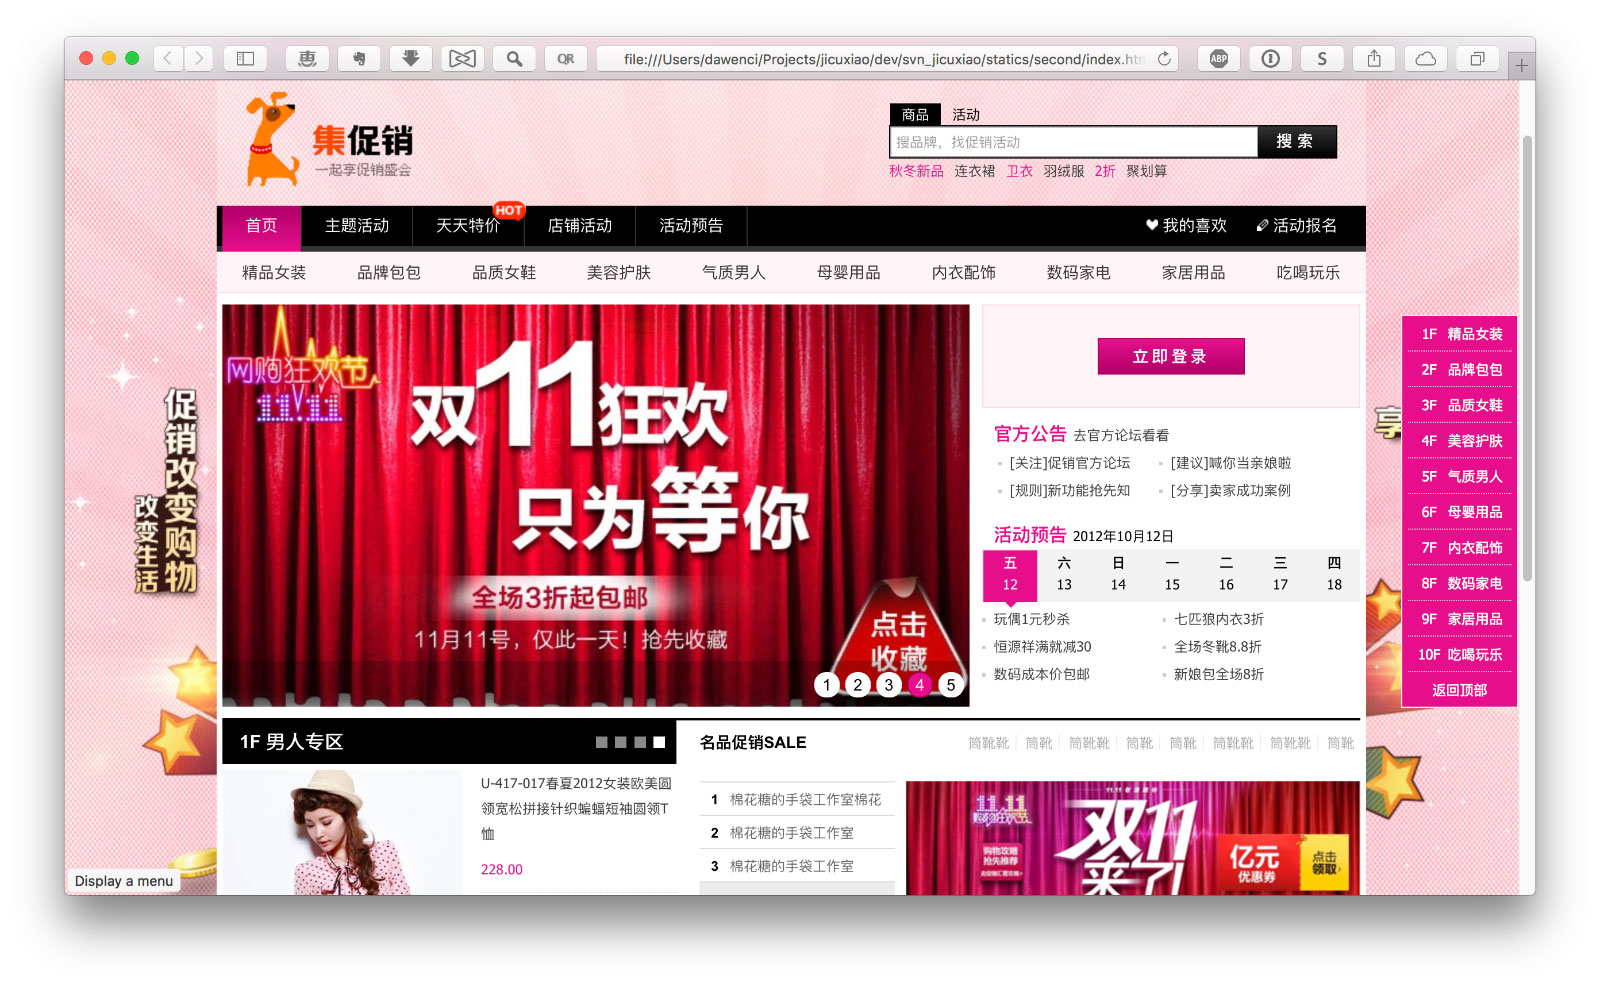 惠
QR
file:///Users/dawenci/Projects/jicuxiao/dev/svn_jicuxiao/statics/second/index.htm
ABP
S
集促销
一起享促销盛会
商品 活动
搜品牌，找促销活动
搜 索
秋冬新品 连衣裙 卫衣 羽绒服 2折 聚划算
首页 主题活动 天天特价 HOT 店铺活动 活动预告 我的喜欢 活动报名
精品女装 品牌包包 品质女鞋 美容护肤 气质男人 母婴用品 内衣配饰 数码家电 家居用品 吃喝玩乐
促销改变购物
改变生活
享
网购狂欢节
11.11
双11狂欢
只为等你
全场3折起包邮
11月11号，仅此一天！抢先收藏
点击
收藏
1 2 3 4 5
立即登录
官方公告 去官方论坛看看
[关注]促销官方论坛 [建议]喊你当亲娘啦
[规则]新功能抢先知 [分享]卖家成功案例
活动预告 2012年10月12日
五 六 日 一 二 三 四
12 13 14 15 16 17 18
玩偶1元秒杀 七匹狼内衣3折
恒源祥满就减30 全场冬靴8.8折
数码成本价包邮 新娘包全场8折
1F 精品女装
2F 品牌包包
3F 品质女鞋
4F 美容护肤
5F 气质男人
6F 母婴用品
7F 内衣配饰
8F 数码家电
9F 家居用品
10F 吃喝玩乐
返回顶部
1F 男人专区
U-417-017春夏2012女装欧美圆
领宽松拼接针织蝙蝠短袖圆领T
恤
228.00
名品促销SALE 筒靴靴 筒靴 筒靴靴 筒靴 筒靴 筒靴靴 筒靴靴 筒靴
1 棉花糖的手袋工作室棉花
2 棉花糖的手袋工作室
3 棉花糖的手袋工作室
11.11
网购狂欢节
购物攻略
抢先推荐
双11
来了!
亿元
优惠券
点击
领取
Display a menu